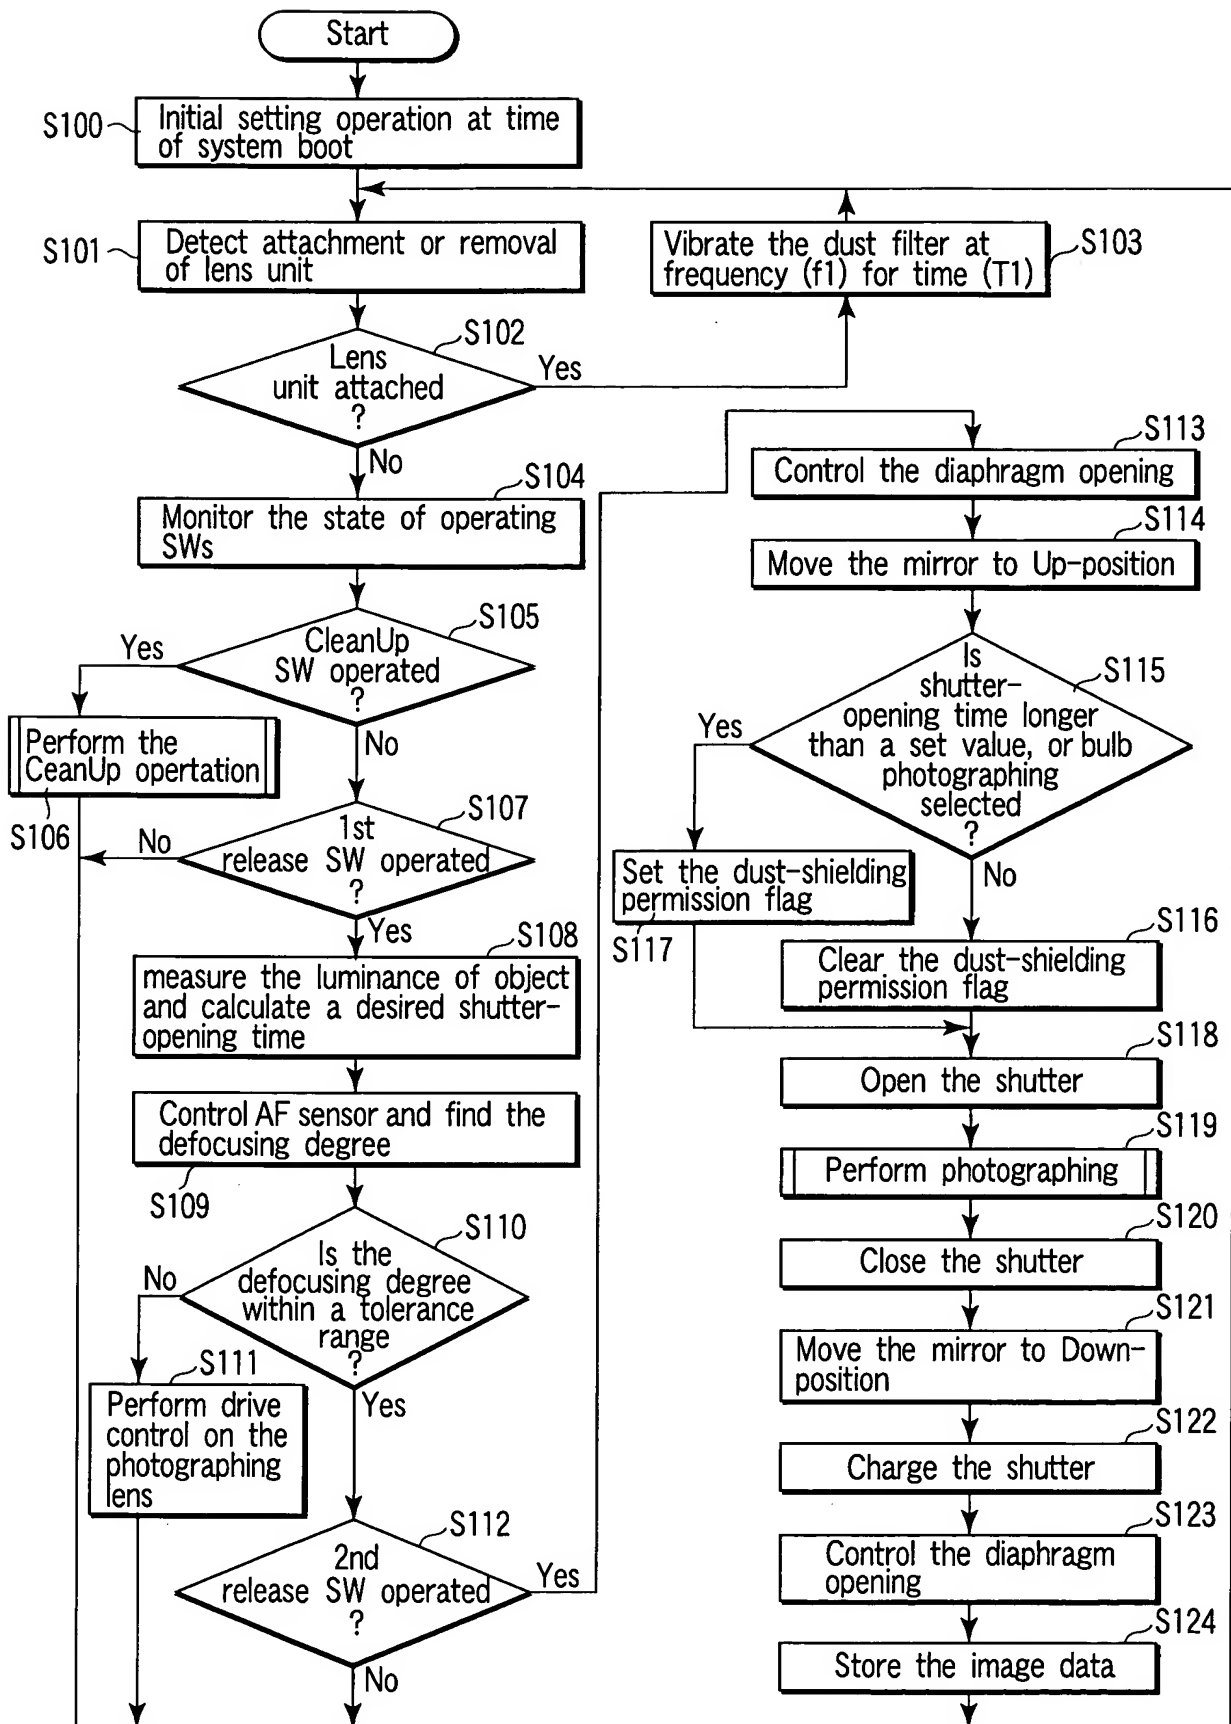 Start
S100
Initial setting operation at time
of system boot
S101
Detect attachment or removal
of lens unit
S103
Vibrate the dust filter at
frequency (f1) for time (T1)
S102
Lens
unit attached
?
Yes
No
S104
Monitor the state of operating
SWs
S105
CleanUp
SW operated
?
Yes
No
Perform the
CeanUp opertation
S106
S107
1st
release SW operated
?
No
Yes
S108
measure the luminance of object
and calculate a desired shutter-
opening time
Control AF sensor and find the
defocusing degree
S109
S110
Is the
defocusing degree
within a tolerance
range
?
No
Yes
S111
Perform drive
control on the
photographing
lens
S112
2nd
release SW operated
?
Yes
No
S113
Control the diaphragm opening
S114
Move the mirror to Up-position
S115
Is
shutter-
opening time longer
than a set value, or bulb
photographing
selected
?
Yes
No
Set the dust-shielding
permission flag
S117
S116
Clear the dust-shielding
permission flag
S118
Open the shutter
S119
Perform photographing
S120
Close the shutter
S121
Move the mirror to Down-
position
S122
Charge the shutter
S123
Control the diaphragm
opening
S124
Store the image data